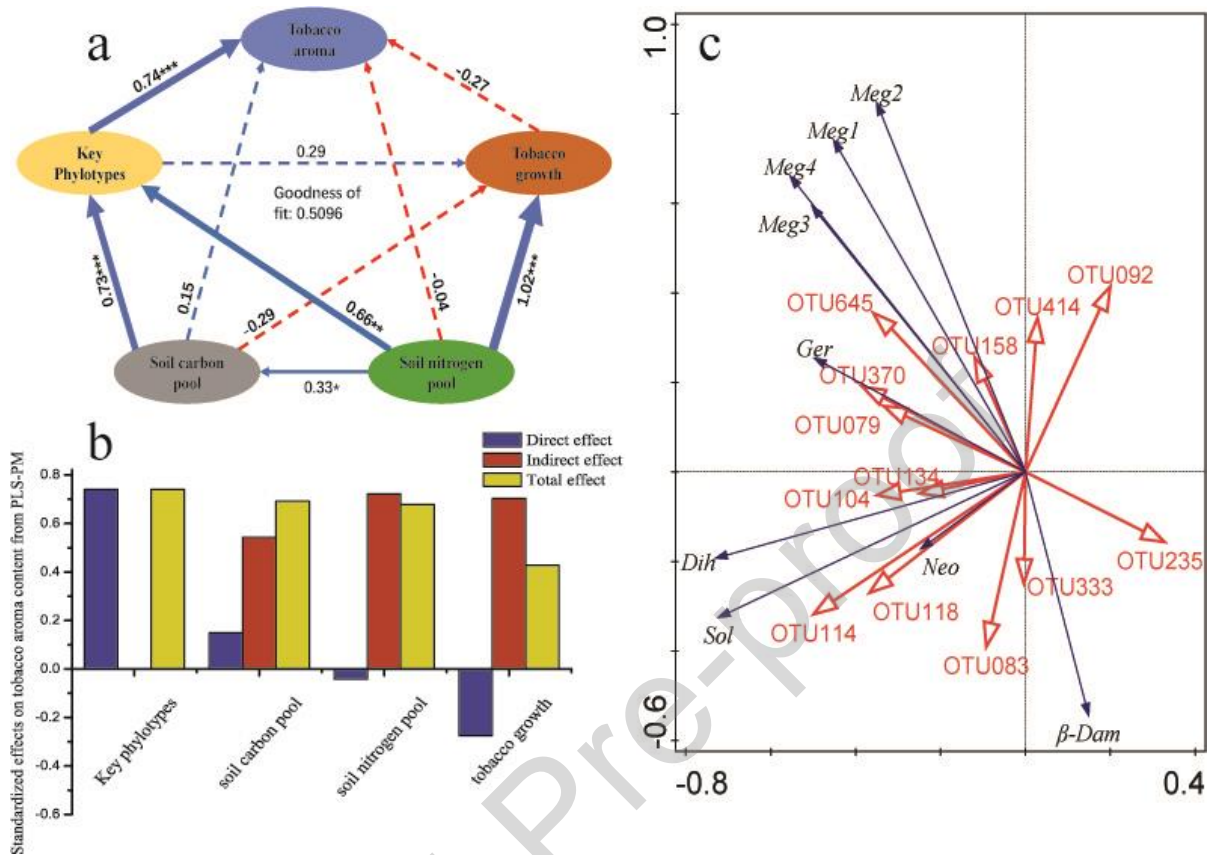 a
Tobacco
aroma
0.74***
-0.27
Key
Phylotypes
0.29
Tobacco
growth
Goodness of
fit: 0.5096
0.73***
0.15
-0.29
-0.04
0.66**
1.02***
Soil carbon
pool
0.33*
Soil nitrogen
pool
b
Direct effect
Indirect effect
Total effect
Standardized effects on tobacco aroma content from PLS-PM
0.8
0.6
0.4
0.2
0.0
-0.2
-0.4
-0.6
Key phylotypes
soil carbon pool
soil nitrogen pool
tobacco growth
c
1.0
Meg2
Meg1
Meg4
Meg3
OTU092
OTU645
OTU414
OTU158
Ger
OTU370
OTU079
OTU134
OTU104
Dih
Neo
OTU235
OTU333
Sol
OTU118
OTU114
OTU083
β-Dam
-0.6
-0.8
0.4
Pre-proof